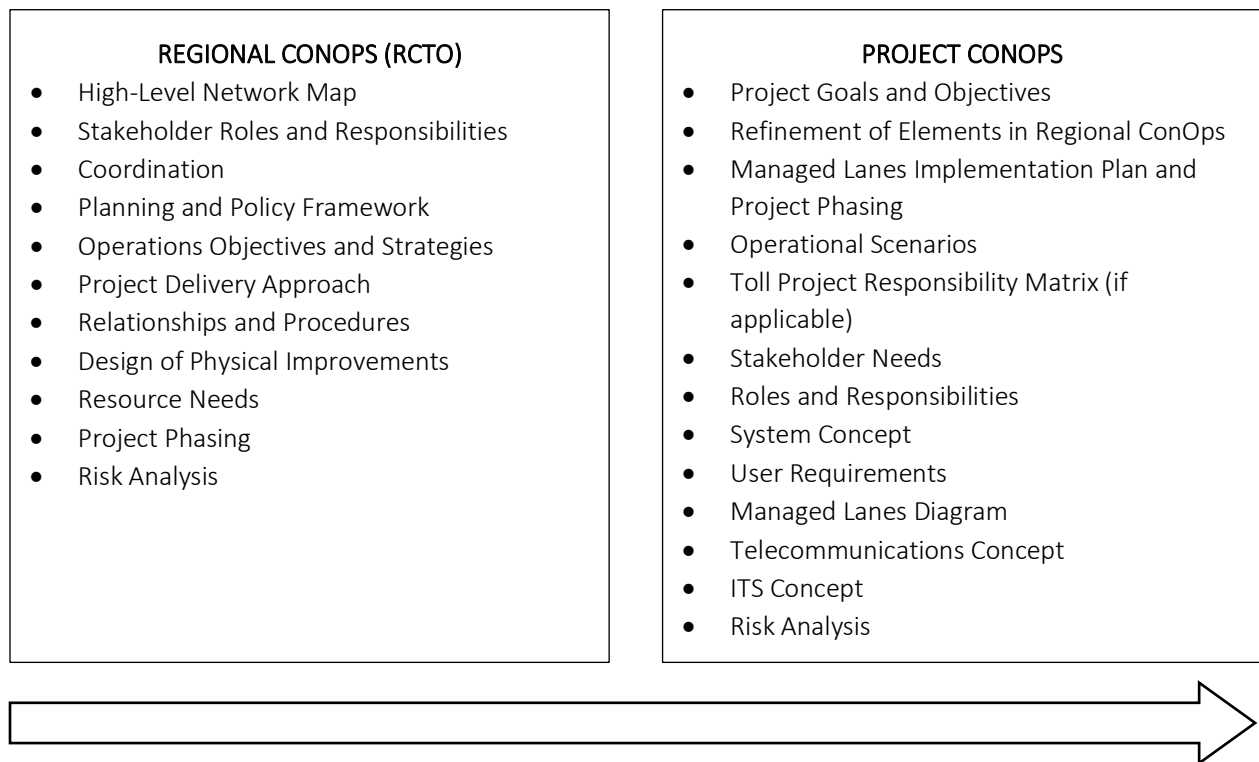 REGIONAL CONOPS (RCTO)
• High-Level Network Map
• Stakeholder Roles and Responsibilities
• Coordination
• Planning and Policy Framework
• Operations Objectives and Strategies
• Project Delivery Approach
• Relationships and Procedures
• Design of Physical Improvements
• Resource Needs
• Project Phasing
• Risk Analysis
PROJECT CONOPS
• Project Goals and Objectives
• Refinement of Elements in Regional ConOps
• Managed Lanes Implementation Plan and
Project Phasing
• Operational Scenarios
• Toll Project Responsibility Matrix (if
applicable)
• Stakeholder Needs
• Roles and Responsibilities
• System Concept
• User Requirements
• Managed Lanes Diagram
• Telecommunications Concept
• ITS Concept
• Risk Analysis